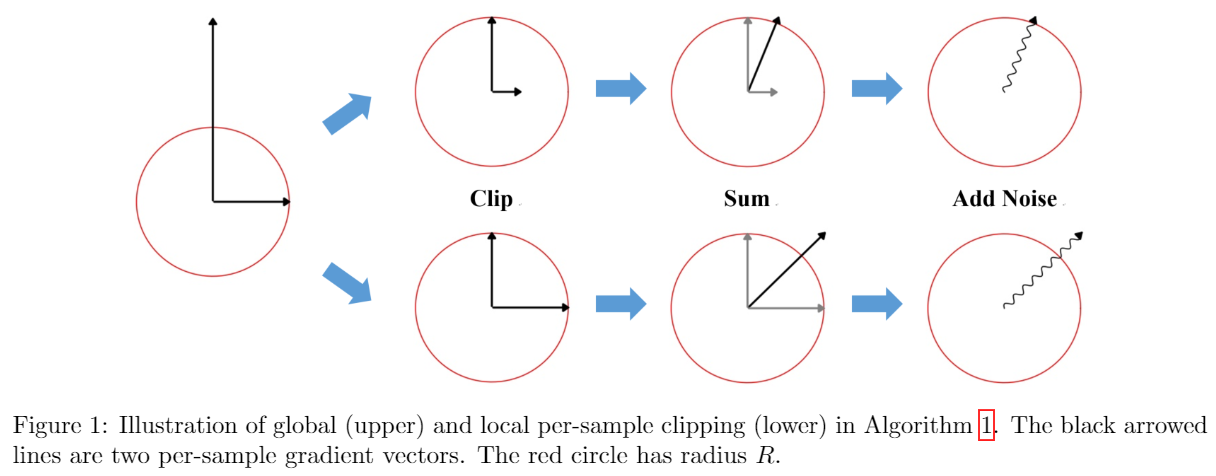 Clip Sum Add Noise
Figure 1: Illustration of global (upper) and local per-sample clipping (lower) in Algorithm 1. The black arrowed
lines are two per-sample gradient vectors. The red circle has radius R.